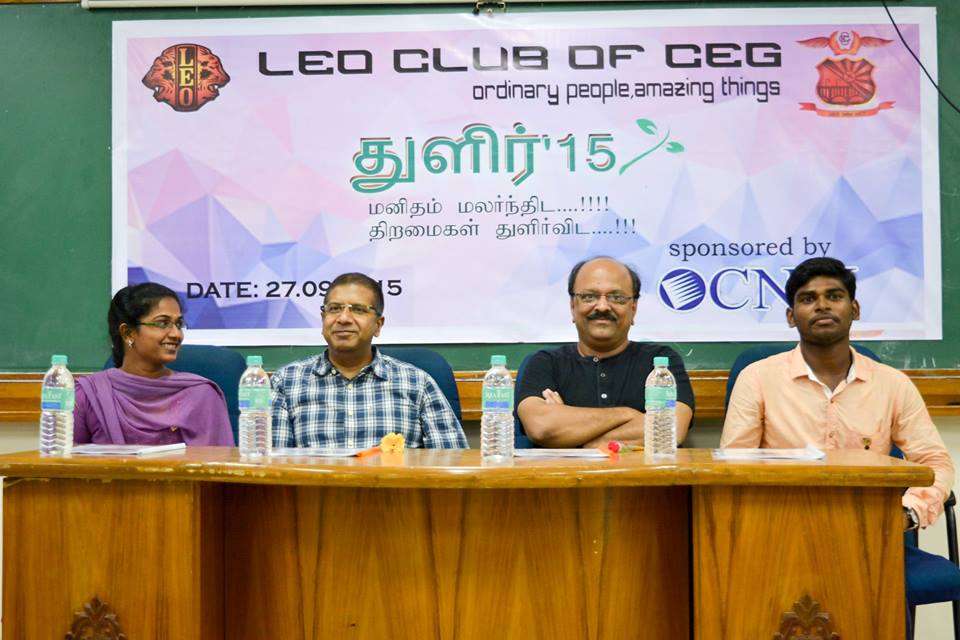 LEO
LEO CLUB OF CEG
ordinary people,amazing things
துளிர்'15
மனிதம் மலர்ந்திட....!!!!
திறமைகள் துளிர்விட....!!!
sponsored by
DATE: 27.09 15